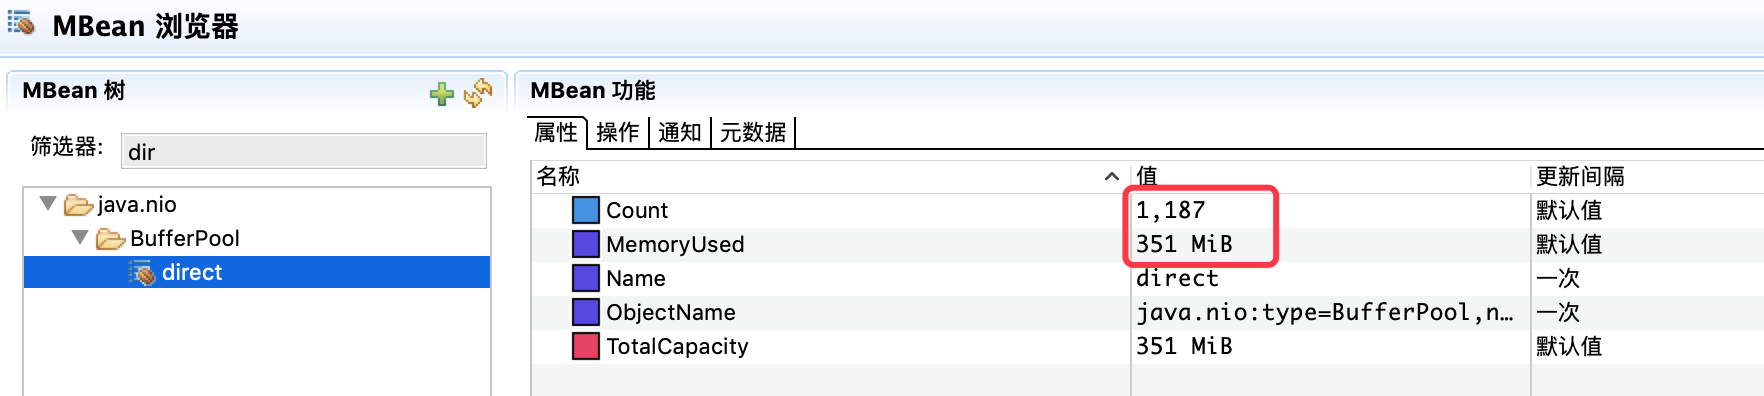 MBean 浏览器
MBean 树
筛选器: dir
java.nio
BufferPool
direct
MBean 功能
属性 操作 通知 元数据
名称 值 更新间隔
Count 1,187 默认值
MemoryUsed 351 MiB 默认值
Name direct 一次
ObjectName java.nio:type=BufferPool,n... 一次
TotalCapacity 351 MiB 默认值